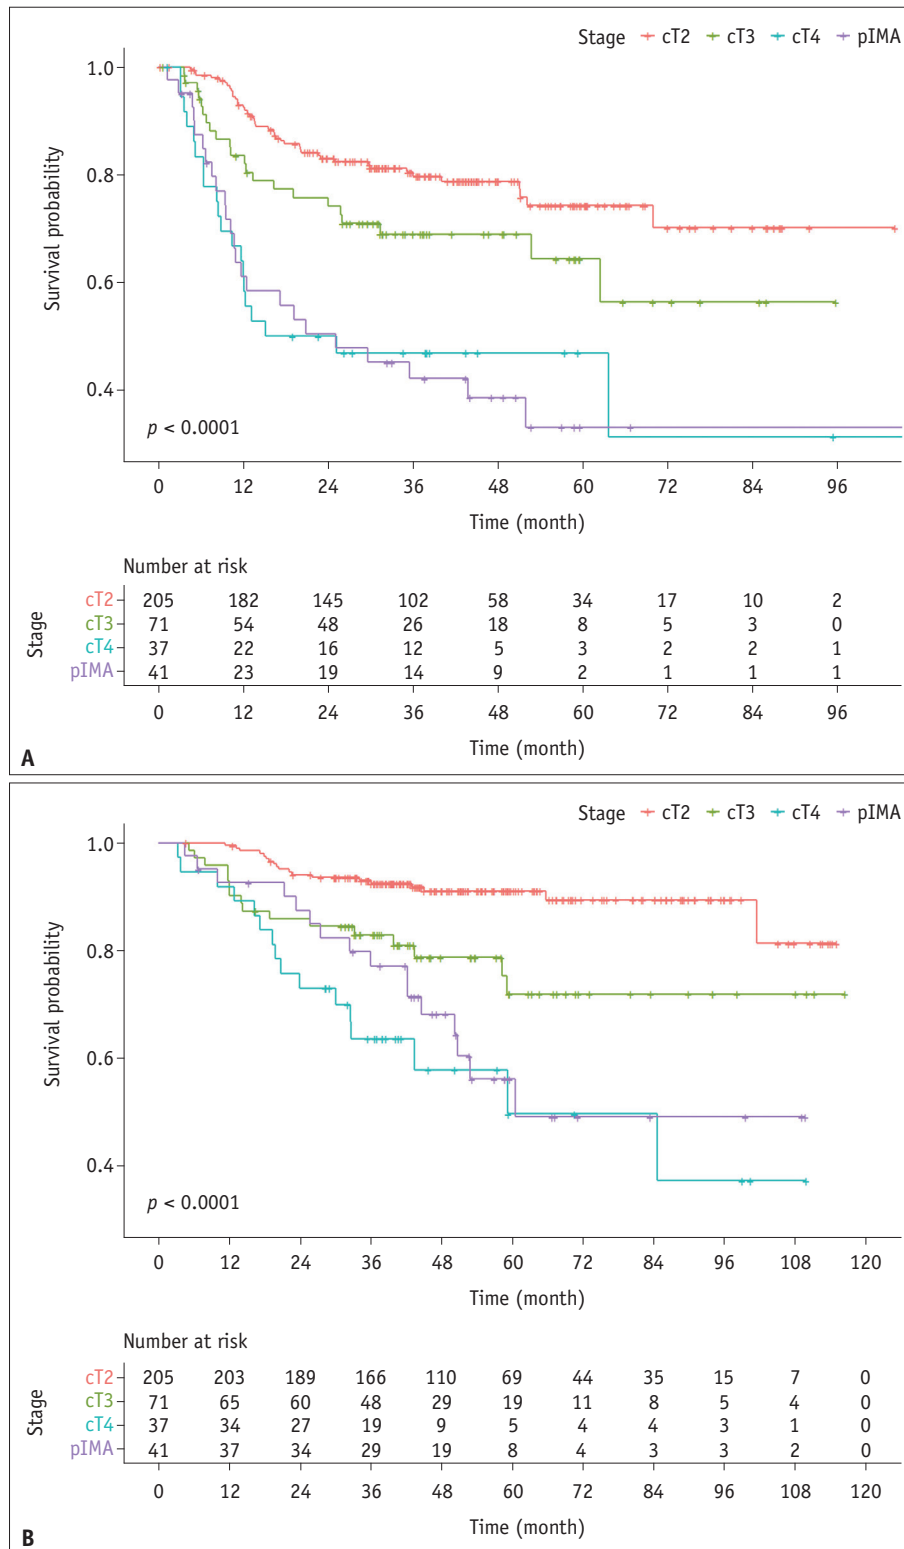 Stage cT2 cT3 cT4 pIMA
1.0
0.8
0.6
0.4
Survival probability
p < 0.0001
0 12 24 36 48 60 72 84 96
Time (month)
Number at risk
Stage
cT2 205 182 145 102 58 34 17 10 2
cT3 71 54 48 26 18 8 5 3 0
cT4 37 22 16 12 5 3 2 2 1
pIMA 41 23 19 14 9 2 1 1 1
0 12 24 36 48 60 72 84 96
Time (month)
A
Stage cT2 cT3 cT4 pIMA
1.0
0.8
0.6
0.4
Survival probability
p < 0.0001
0 12 24 36 48 60 72 84 96 108 120
Time (month)
Number at risk
Stage
cT2 205 203 189 166 110 69 44 35 15 7 0
cT3 71 65 60 48 29 19 11 8 5 4 0
cT4 37 34 27 19 9 5 4 4 3 1 0
pIMA 41 37 34 29 19 8 4 3 3 2 0
0 12 24 36 48 60 72 84 96 108 120
Time (month)
B